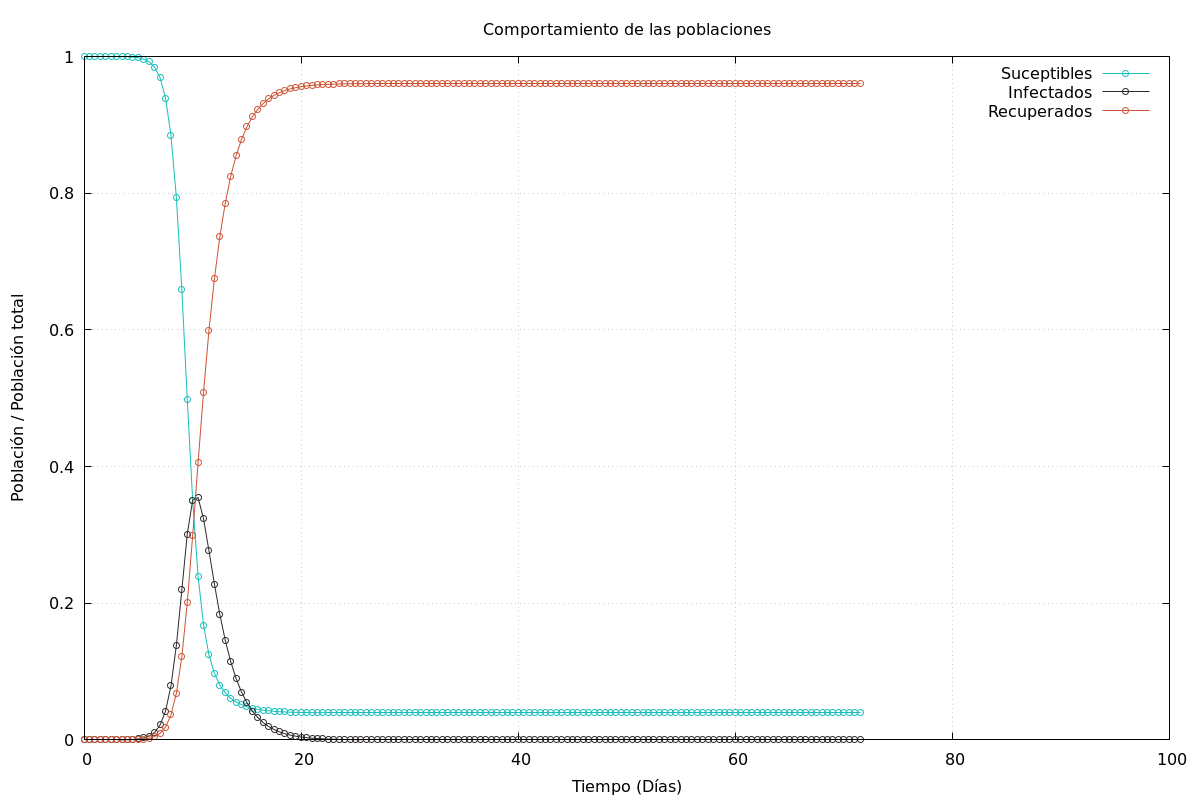 Comportamiento de las poblaciones
Suceptibles
Infectados
Recuperados
Población / Población total
1
0.8
0.6
0.4
0.2
0
0 20 40 60 80 100
Tiempo (Días)